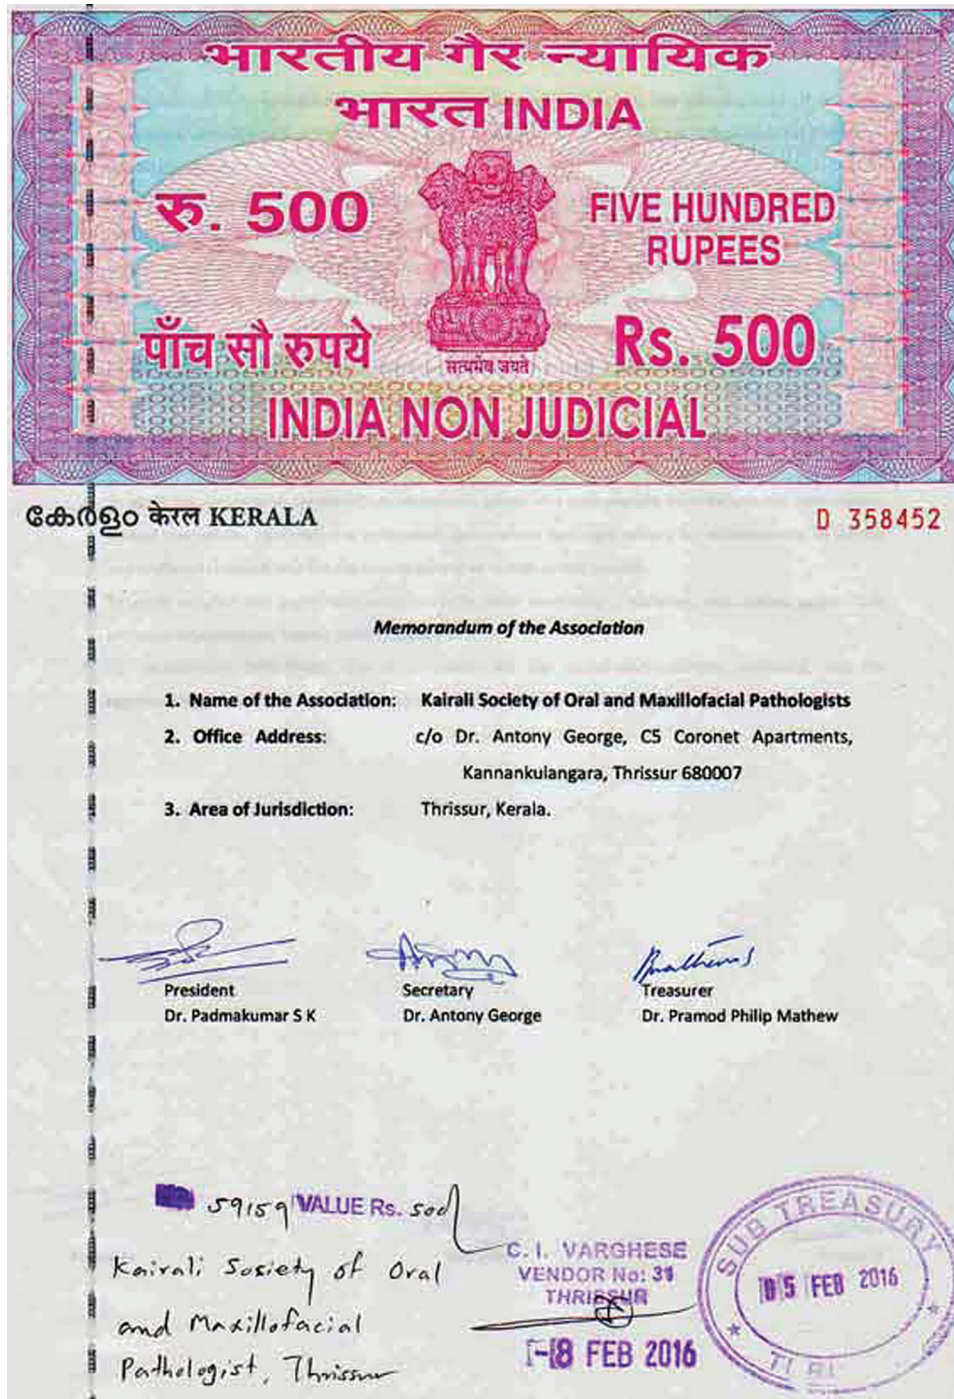 भारतीय गैर न्यायिक
भारत INDIA
रु. 500
FIVE HUNDRED
RUPEES
पाँच सौ रुपये
सत्यमेव जयते
Rs. 500
INDIA NON JUDICIAL
കേരളം केरल KERALA
D 358452
Memorandum of the Association
1. Name of the Association: Kairali Society of Oral and Maxillofacial Pathologists
2. Office Address: c/o Dr. Antony George, C5 Coronet Apartments,
Kannankulangara, Thrissur 680007
3. Area of Jurisdiction: Thrissur, Kerala.
President
Dr. Padmakumar S K
Secretary
Dr. Antony George
Treasurer
Dr. Pramod Philip Mathew
59159 VALUE Rs. 500
Kairali Society of Oral
and Maxillofacial
Pathologist, Thrissur
C. I. VARGHESE
VENDOR No: 31
THRISSUR
8 FEB 2016
SUB TREASURY
05 FEB 2016